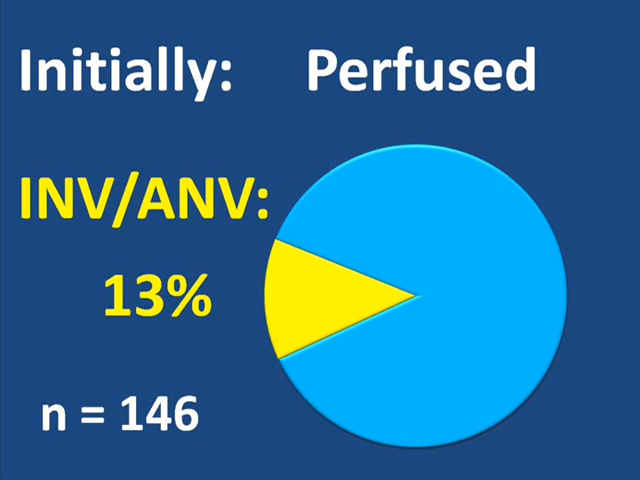 Initially: Perfused
INV/ANV:
13%
n = 146